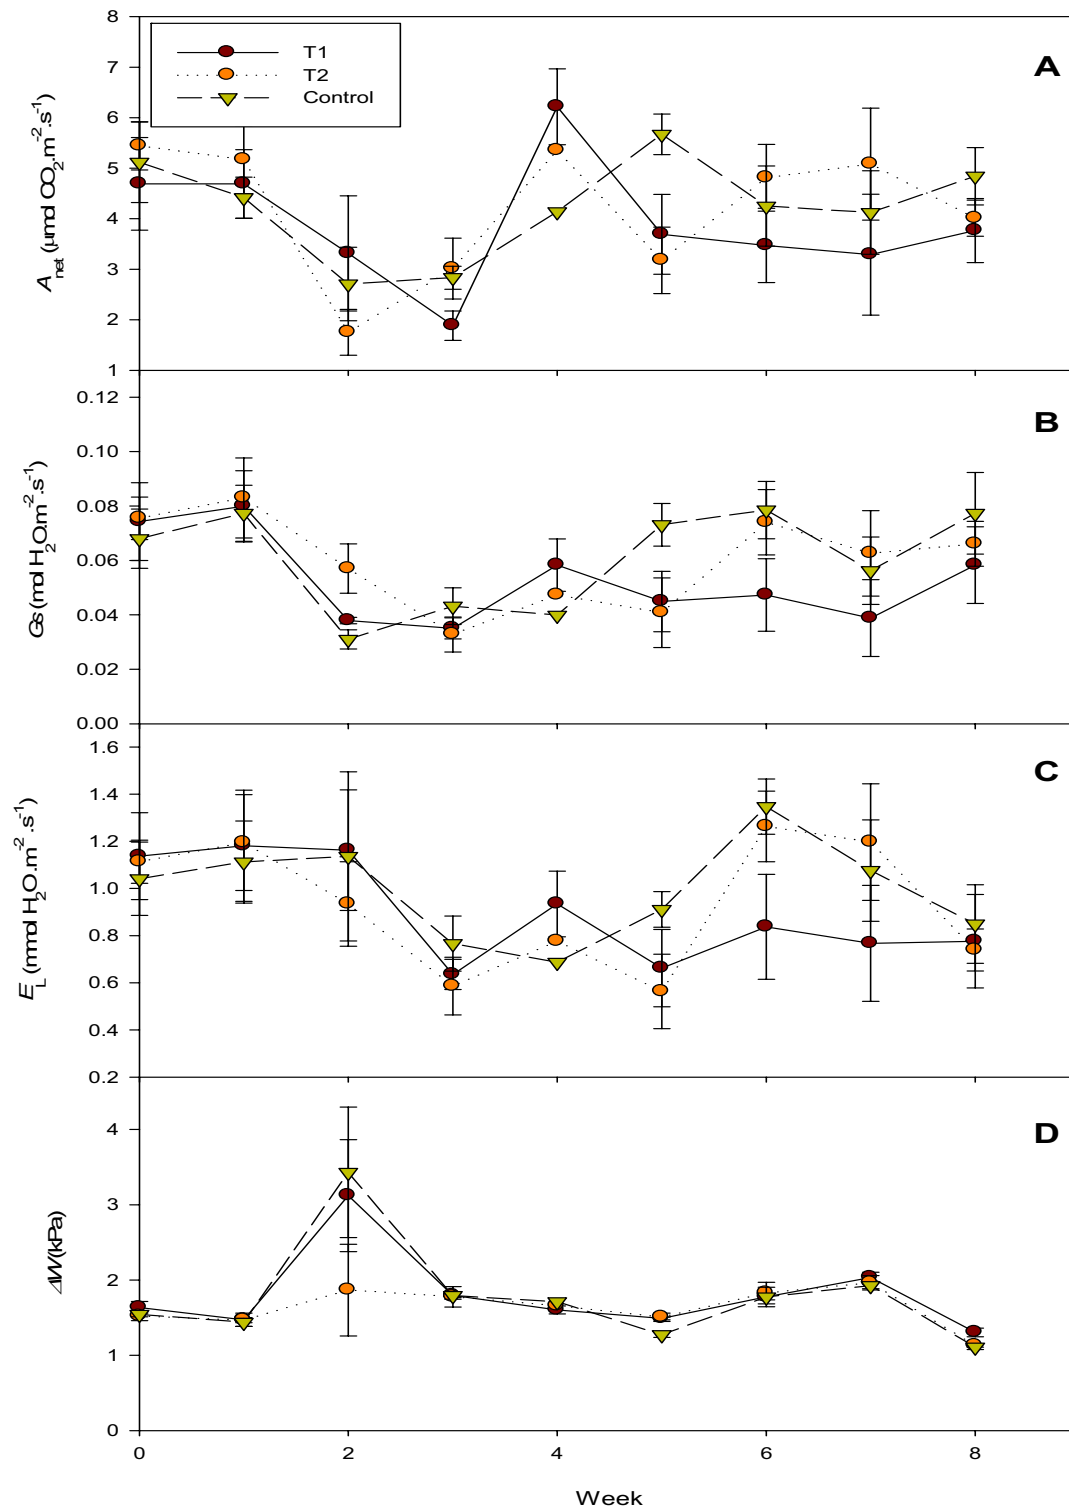 T1
T2
Control
A
8
7
6
5
4
3
2
1
A_net (µmol CO₂.m⁻².s⁻¹)
B
0.12
0.10
0.08
0.06
0.04
0.02
0.00
Gs (mol H₂O.m⁻².s⁻¹)
C
1.6
1.4
1.2
1.0
0.8
0.6
0.4
0.2
E_L (mmol H₂O.m⁻².s⁻¹)
D
4
3
2
1
0
ΔW (kPa)
0 2 4 6 8
Week